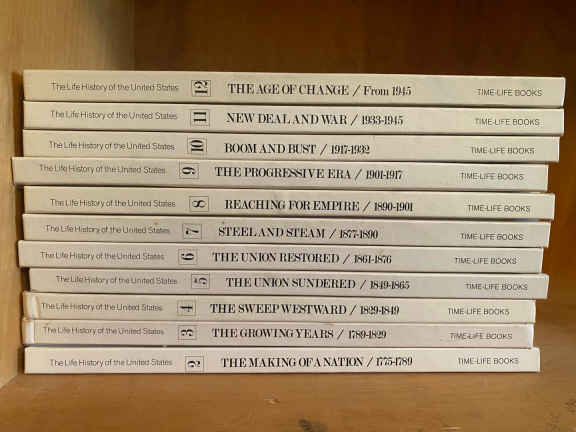 The Life History of the United States 12 THE AGE OF CHANGE / From 1945 TIME-LIFE BOOKS
The Life History of the United States 11 NEW DEAL AND WAR / 1933-1945 TIME-LIFE BOOKS
The Life History of the United States 10 BOOM AND BUST / 1917-1932 TIME-LIFE BOOKS
The Life History of the United States 9 THE PROGRESSIVE ERA / 1901-1917 TIME-LIFE BOOKS
The Life History of the United States 8 REACHING FOR EMPIRE / 1890-1901 TIME-LIFE BOOKS
The Life History of the United States 7 STEEL AND STEAM / 1877-1890 TIME-LIFE BOOKS
The Life History of the United States 6 THE UNION RESTORED / 1861-1876 TIME-LIFE BOOKS
The Life History of the United States 5 THE UNION SUNDERED / 1849-1865 TIME-LIFE BOOKS
The Life History of the United States 4 THE SWEEP WESTWARD / 1829-1849 TIME-LIFE BOOKS
The Life History of the United States 3 THE GROWING YEARS / 1789-1829 TIME-LIFE BOOKS
The Life History of the United States 2 THE MAKING OF A NATION / 1775-1789 TIME-LIFE BOOKS